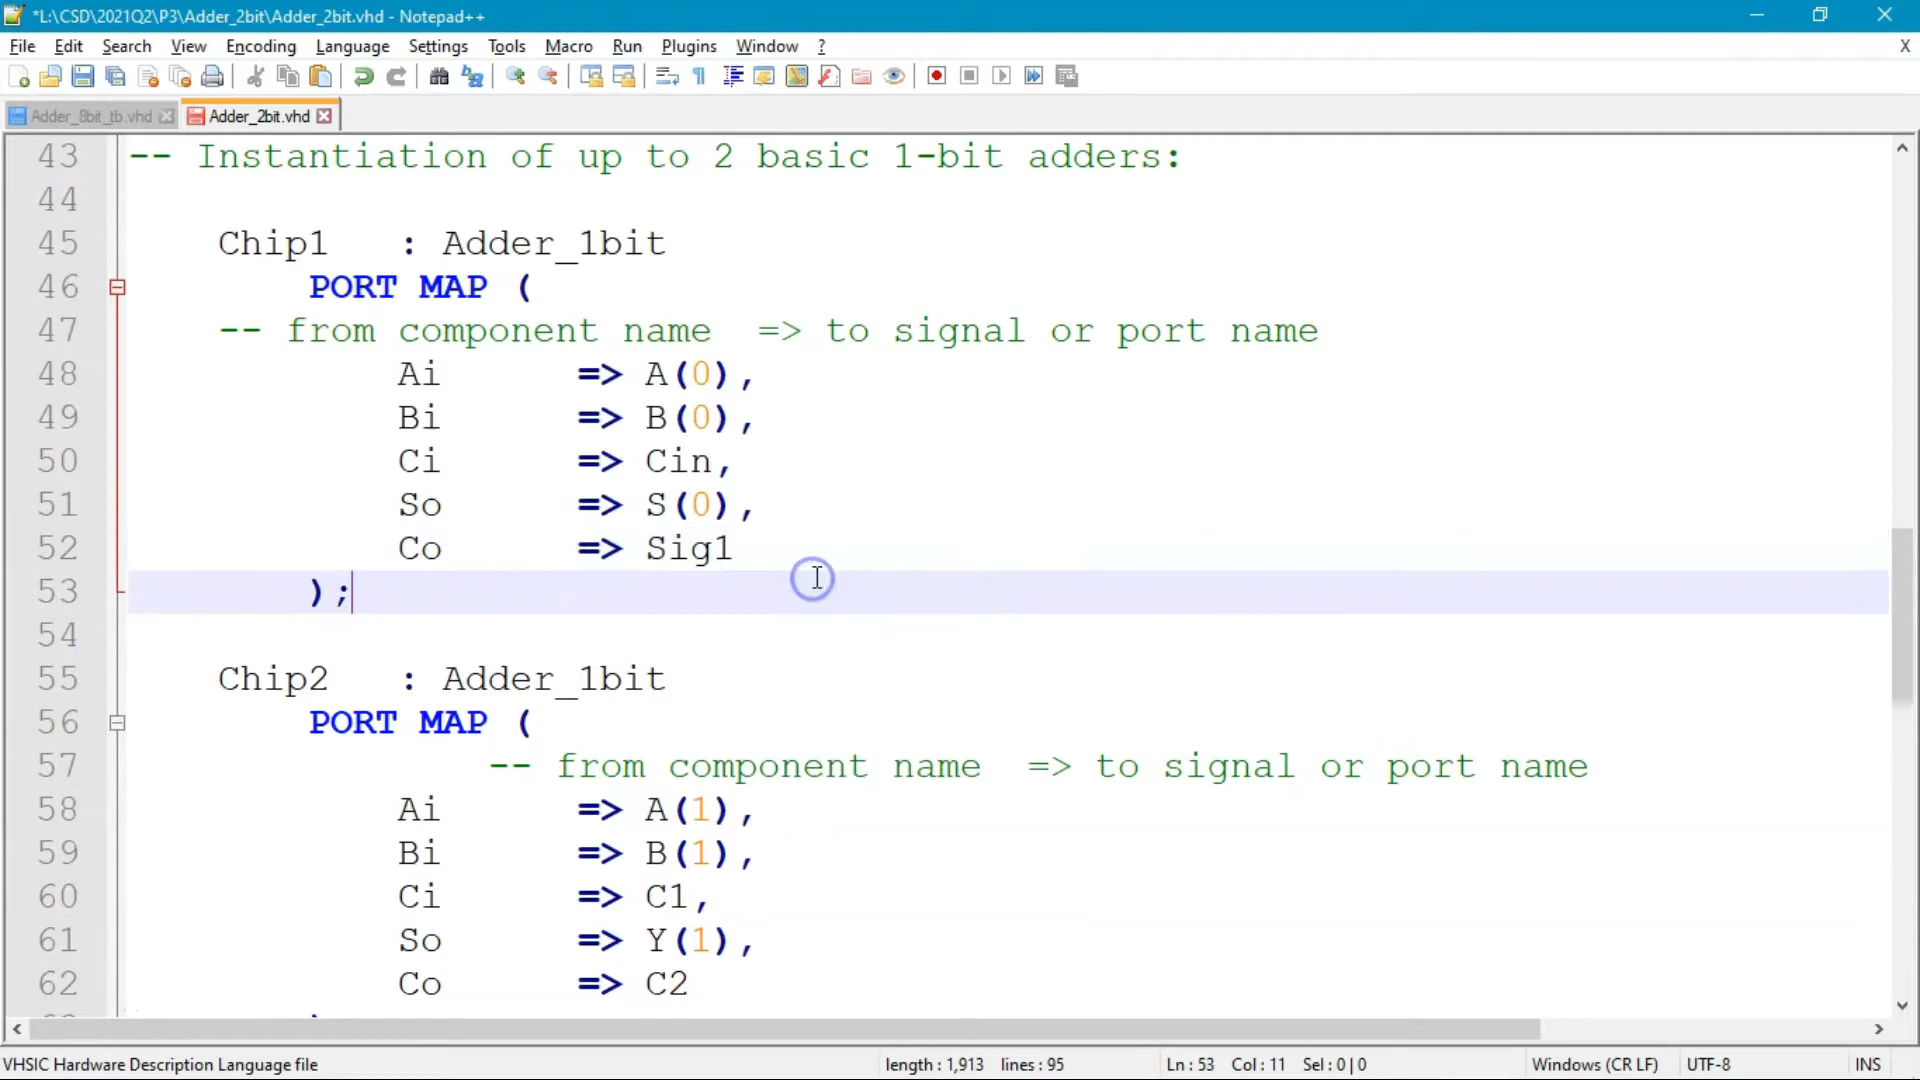 *L:\CSD\2021Q2\P3\Adder_2bit\Adder_2bit.vhd - Notepad++
File Edit Search View Encoding Language Settings Tools Macro Run Plugins Window ? X
Adder_8bit_tb.vhd Adder_2bit.vhd
43 -- Instantiation of up to 2 basic 1-bit adders:
44
45 Chip1 : Adder_1bit
46 PORT MAP (
47 -- from component name => to signal or port name
48 Ai => A(0),
49 Bi => B(0),
50 Ci => Cin,
51 So => S(0),
52 Co => Sig1
53 );
54
55 Chip2 : Adder_1bit
56 PORT MAP (
57 -- from component name => to signal or port name
58 Ai => A(1),
59 Bi => B(1),
60 Ci => C1,
61 So => Y(1),
62 Co => C2
VHSIC Hardware Description Language file length : 1,913 lines : 95 Ln : 53 Col : 11 Sel : 0 | 0 Windows (CR LF) UTF-8 INS